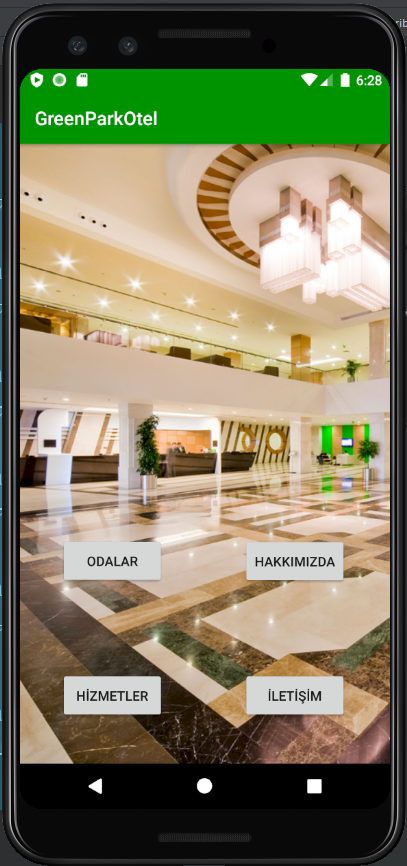 6:28
GreenParkOtel
ODALAR HAKKIMIZDA
HİZMETLER İLETİŞİM